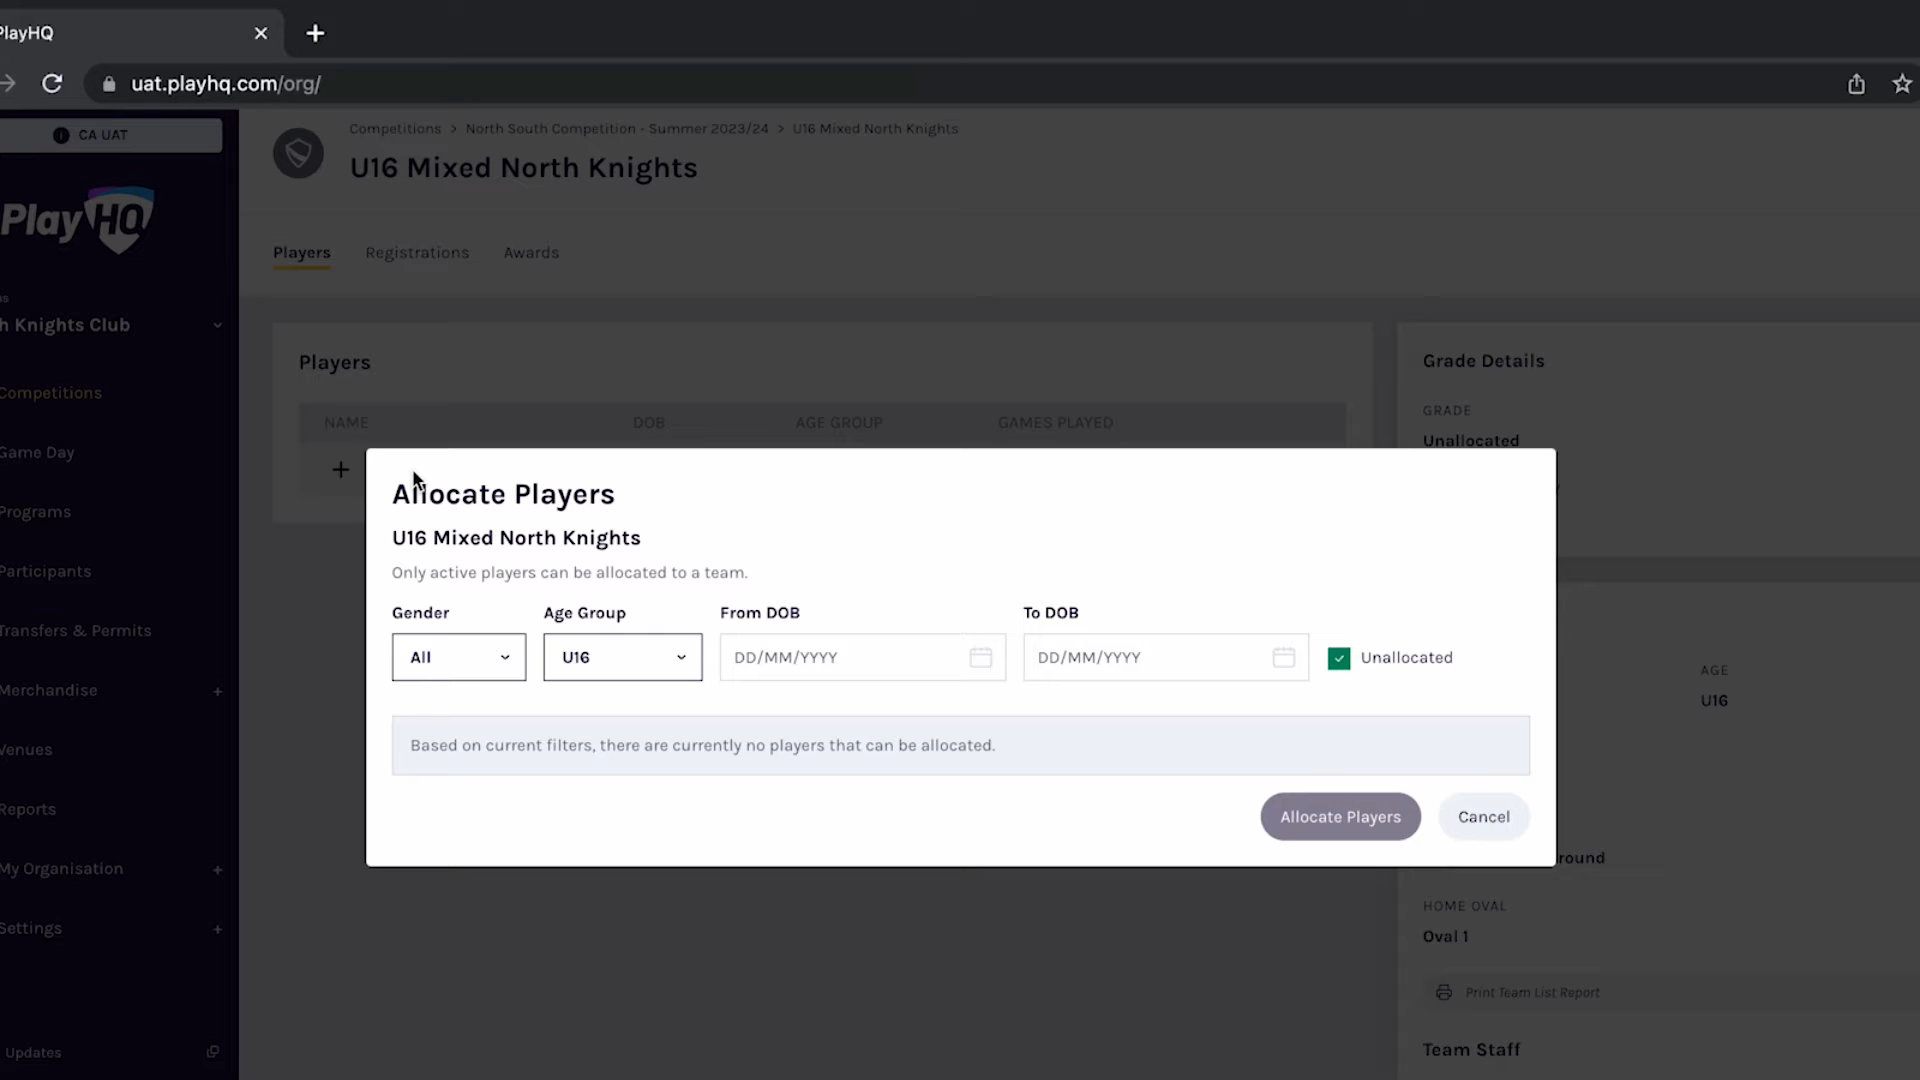 PlayHQ
uat.playhq.com/org/
CA UAT
PlayHQ
h Knights Club
Competitions
Game Day
Programs
Participants
Transfers & Permits
Merchandise +
Venues
Reports
My Organisation +
Settings +
Updates
Competitions > North South Competition - Summer 2023/24 > U16 Mixed North Knights
U16 Mixed North Knights
Players Registrations Awards
Players
NAME DOB AGE GROUP GAMES PLAYED
+
Allocate Players
U16 Mixed North Knights
Only active players can be allocated to a team.
Gender Age Group From DOB To DOB
All U16 DD/MM/YYYY DD/MM/YYYY Unallocated
Based on current filters, there are currently no players that can be allocated.
Allocate Players Cancel
Grade Details
GRADE
Unallocated
AGE
U16
round
HOME OVAL
Oval 1
Print Team List Report
Team Staff